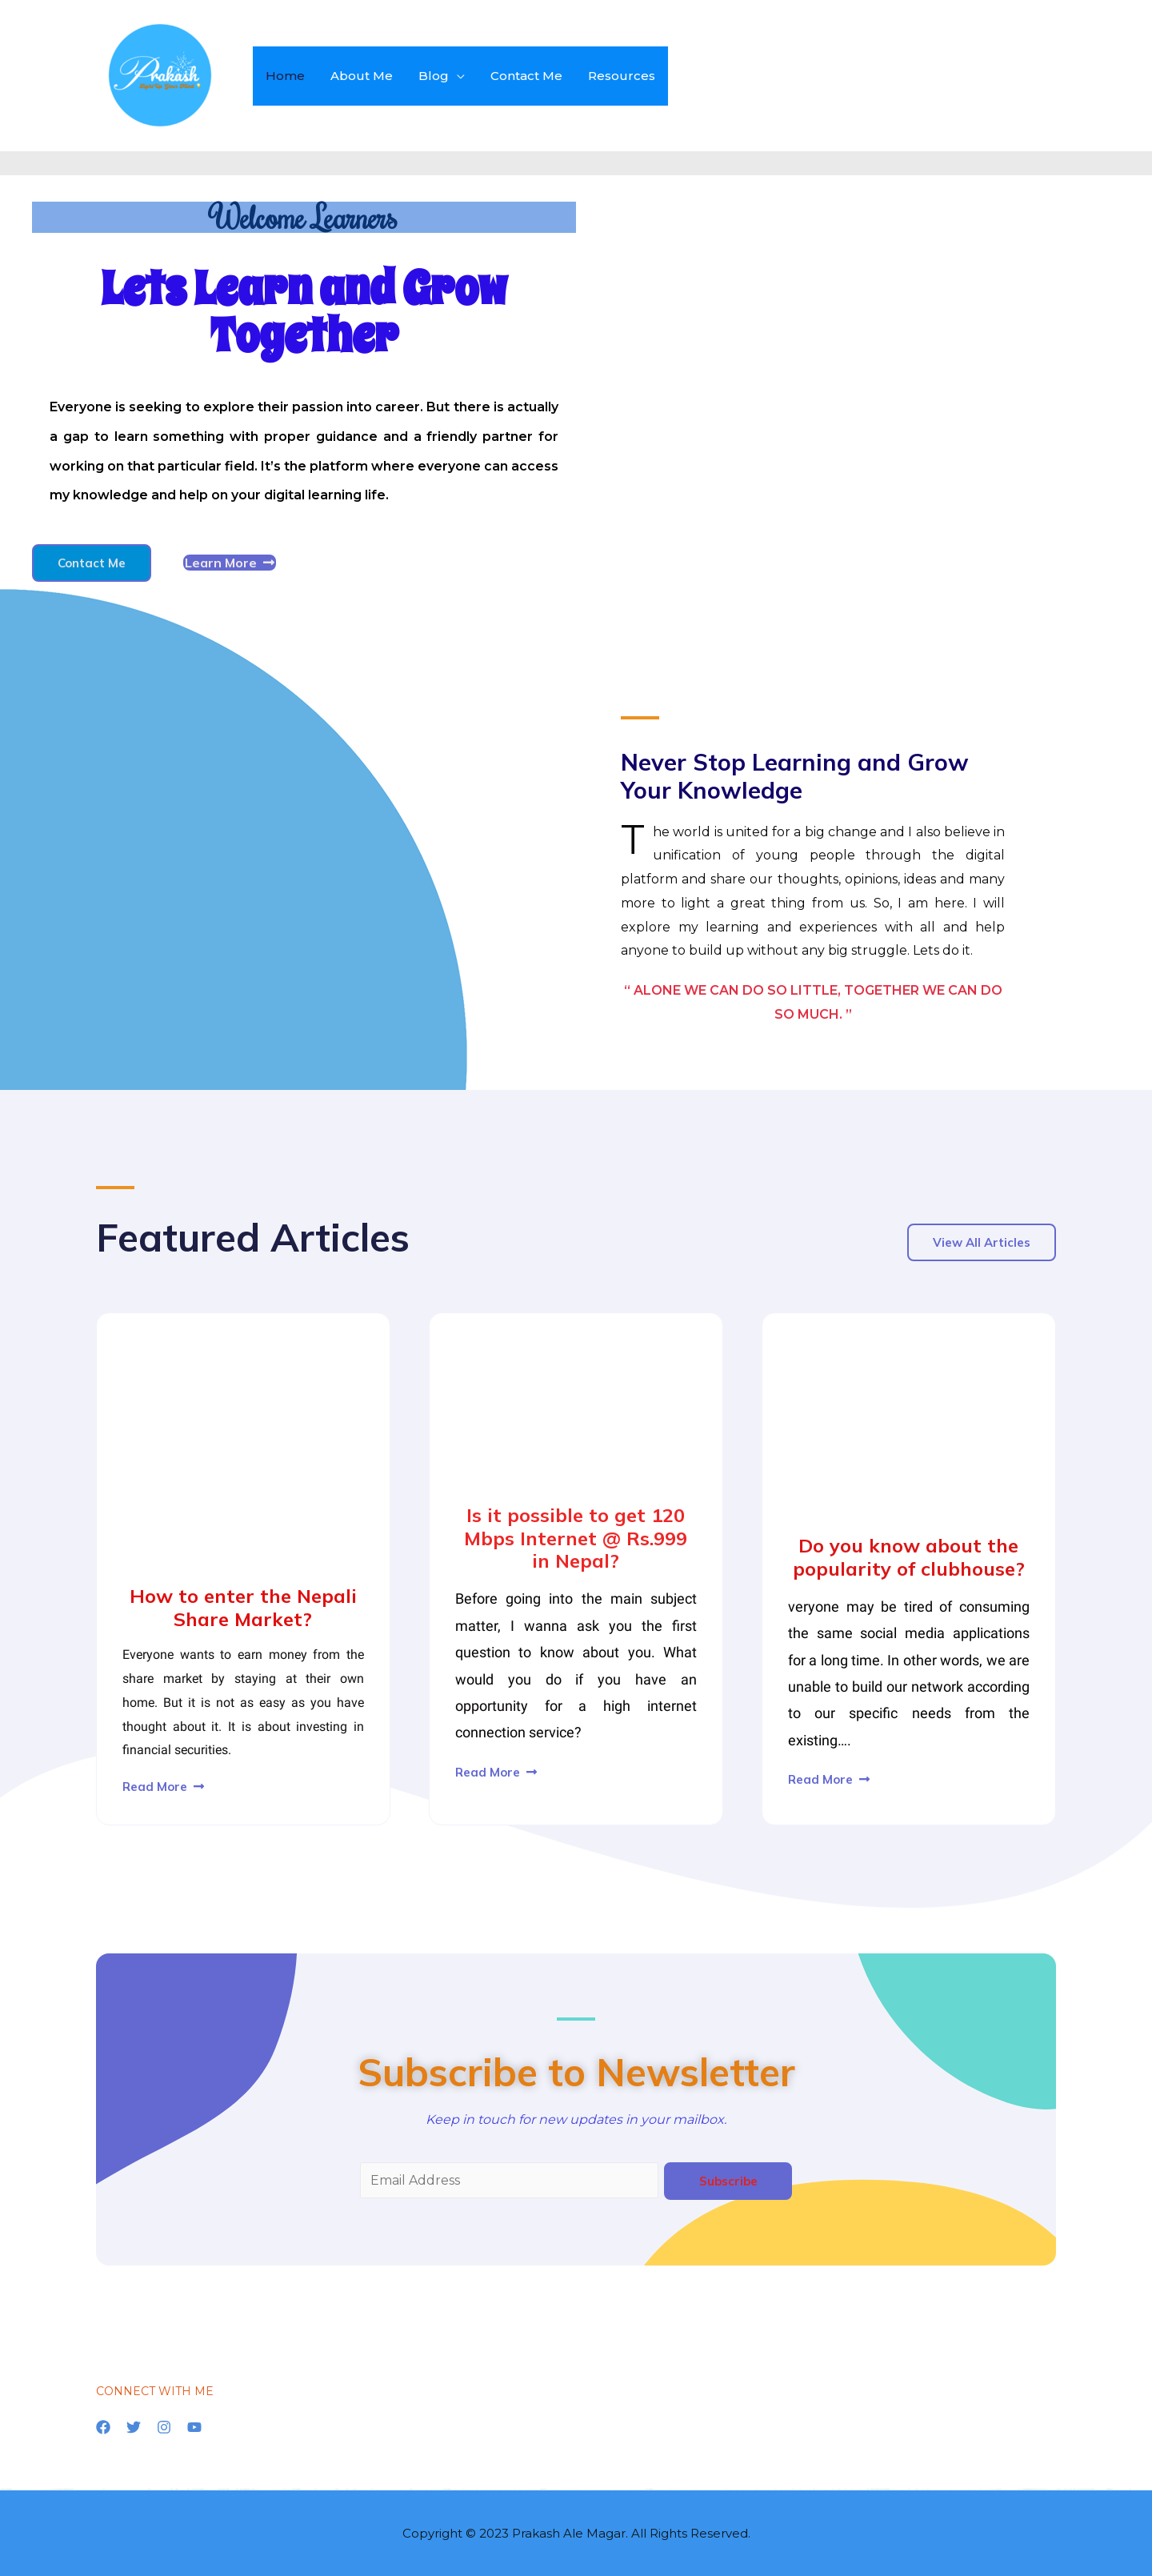 Prakash
Home
About Me
Blog
Contact Me
Resources
Welcome Learners
Lets Learn and Grow
Together
Everyone is seeking to explore their passion into career. But there is actually
a gap to learn something with proper guidance and a friendly partner for
working on that particular field. It’s the platform where everyone can access
my knowledge and help on your digital learning life.
Contact Me
Learn More
Never Stop Learning and Grow
Your Knowledge
The world is united for a big change and I also believe in
unification of young people through the digital
platform and share our thoughts, opinions, ideas and many
more to light a great thing from us. So, I am here. I will
explore my learning and experiences with all and help
anyone to build up without any big struggle. Lets do it.
“ ALONE WE CAN DO SO LITTLE, TOGETHER WE CAN DO
SO MUCH. ”
Featured Articles
View All Articles
How to enter the Nepali
Share Market?
Everyone wants to earn money from the
share market by staying at their own
home. But it is not as easy as you have
thought about it. It is about investing in
financial securities.
Read More
Is it possible to get 120
Mbps Internet @ Rs.999
in Nepal?
Before going into the main subject
matter, I wanna ask you the first
question to know about you. What
would you do if you have an
opportunity for a high internet
connection service?
Read More
Do you know about the
popularity of clubhouse?
veryone may be tired of consuming
the same social media applications
for a long time. In other words, we are
unable to build our network according
to our specific needs from the
existing….
Read More
Subscribe to Newsletter
Keep in touch for new updates in your mailbox.
Email Address
Subscribe
CONNECT WITH ME
Copyright © 2023 Prakash Ale Magar. All Rights Reserved.